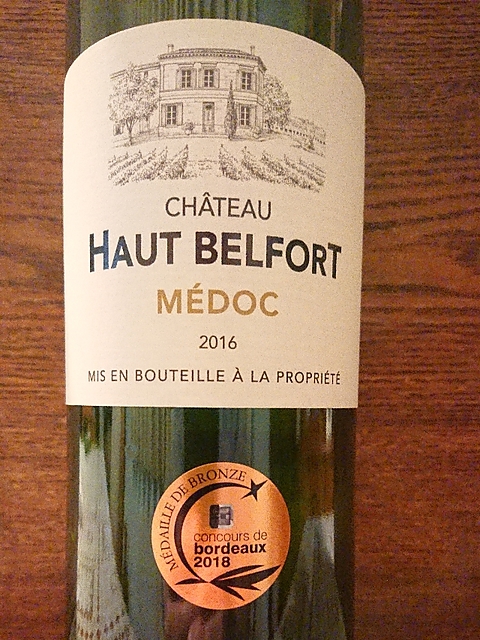 CHÂTEAU
HAUT BELFORT
MÉDOC
2016
MIS EN BOUTEILLE À LA PROPRIÉTÉ
MÉDAILLE DE BRONZE
concours de
bordeaux
2018